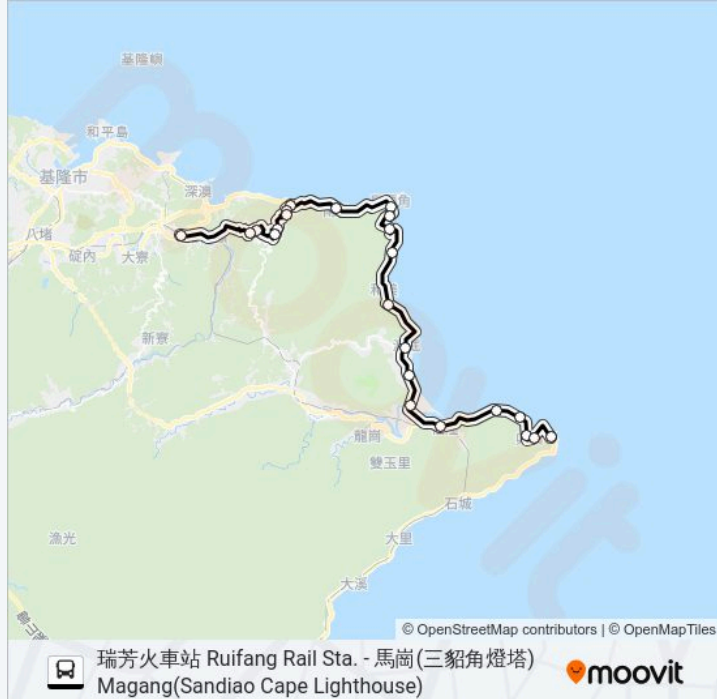 基隆嶼
和平島
基隆市
深澳
八堵
碇內
大寮
新寮
龍崗
雙玉里
石城
漁光
大里
大溪
© OpenStreetMap contributors | © OpenMapTiles
瑞芳火車站 Ruifang Rail Sta. - 馬崗(三貂角燈塔)
Magang(Sandiao Cape Lighthouse)
moovit